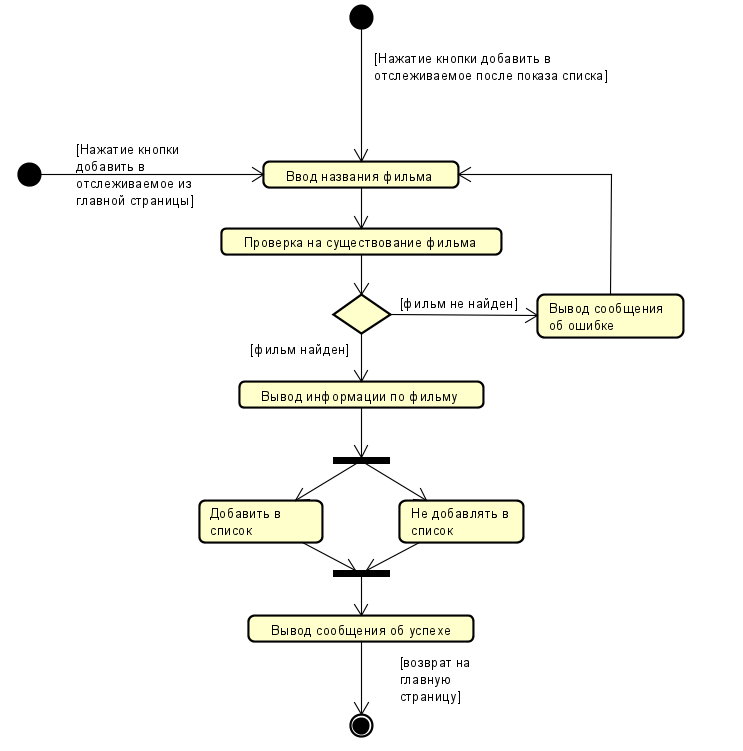 [Нажатие кнопки добавить в
отслеживаемое после показа списка]
[Нажатие кнопки
добавить в
отслеживаемое из
главной страницы]
Ввод названия фильма
Проверка на существование фильма
[фильм не найден]
Вывод сообщения
об ошибке
[фильм найден]
Вывод информации по фильму
Добавить в
список
Не добавлять в
список
Вывод сообщения об успехе
[возврат на
главную
страницу]